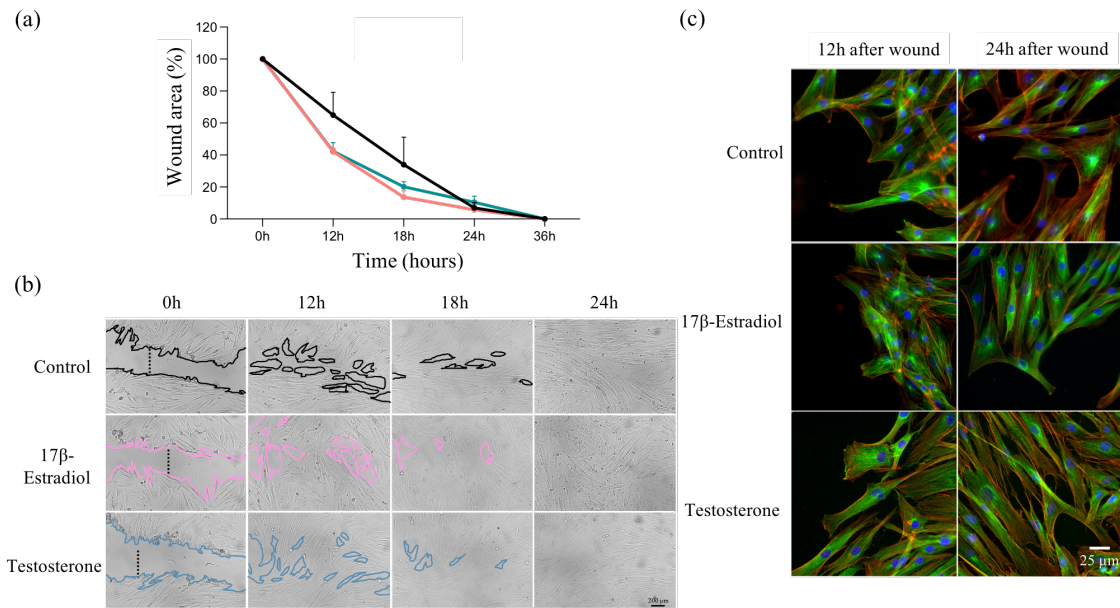 (a)
120
100
80
60
40
20
0
Wound area (%)
0h
12h
18h
24h
36h
Time (hours)
(b)
0h
12h
18h
24h
Control
17β-
Estradiol
Testosterone
200 μm
(c)
12h after wound
24h after wound
Control
17β-Estradiol
Testosterone
25 μm